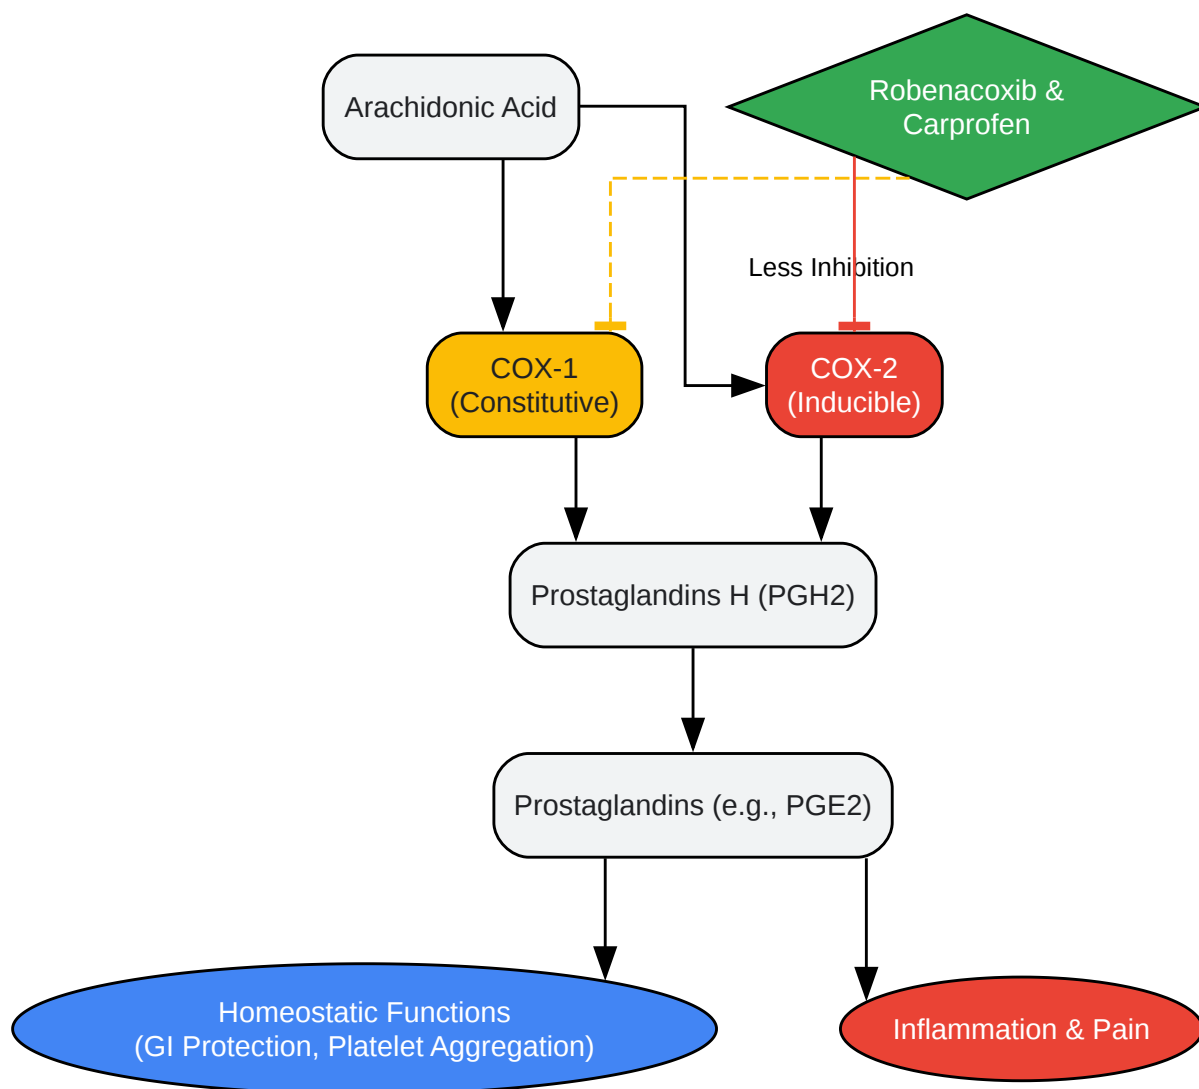 Arachidonic Acid
Robenacoxib &
Carprofen
Less Inhibition
COX-1
(Constitutive)
COX-2
(Inducible)
Prostaglandins H (PGH2)
Prostaglandins (e.g., PGE2)
Homeostatic Functions
(GI Protection, Platelet Aggregation)
Inflammation & Pain